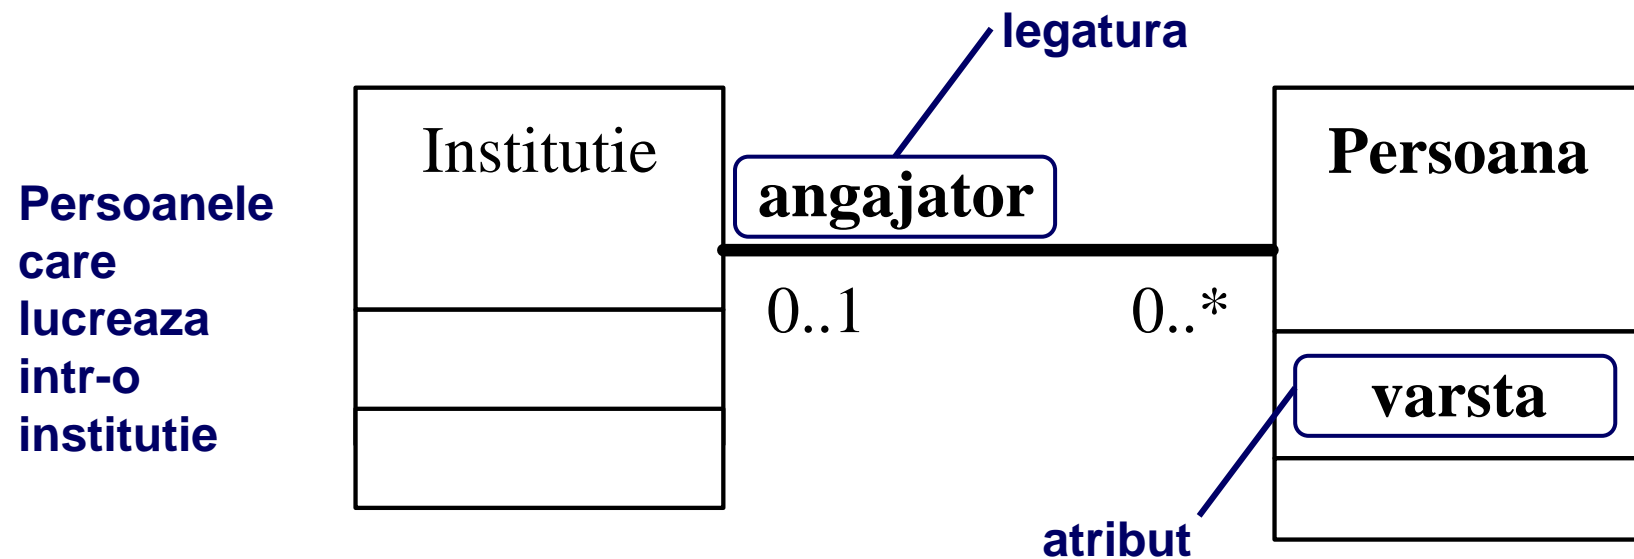 legatura
Institutie
Persoana
angajator
Persoanele
care
lucreaza
intr-o
institutie
0..1
0..*
varsta
atribut